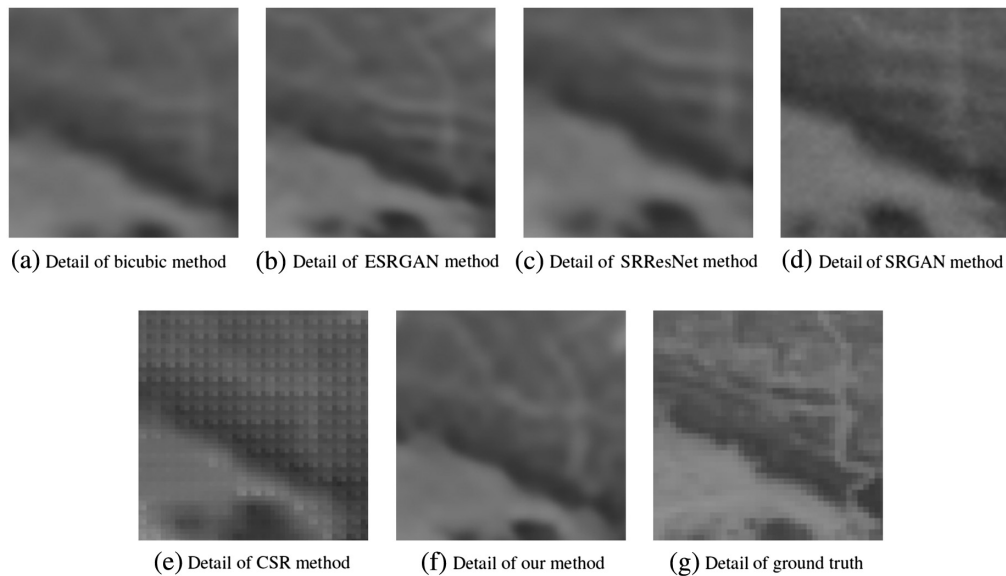 (a) Detail of bicubic method
(b) Detail of ESRGAN method
(c) Detail of SRResNet method
(d) Detail of SRGAN method
(e) Detail of CSR method
(f) Detail of our method
(g) Detail of ground truth